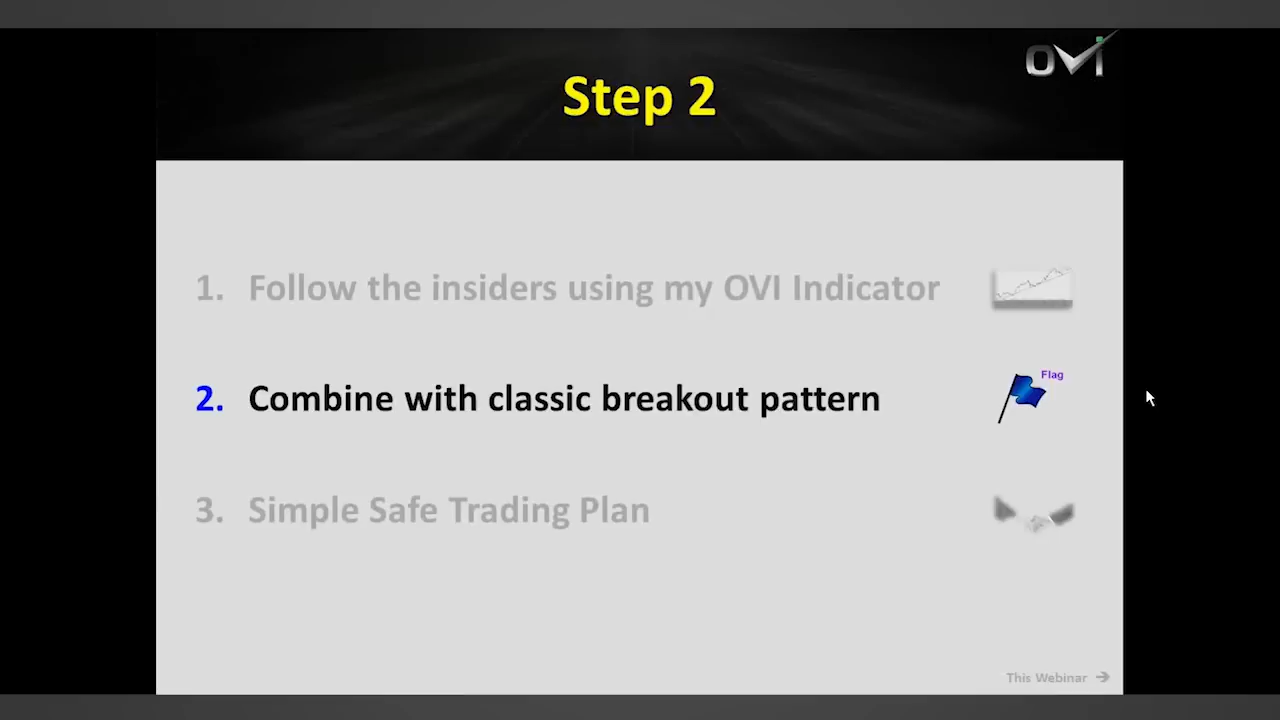 OVI
Step 2
1. Follow the insiders using my OVI Indicator
Flag
2. Combine with classic breakout pattern
3. Simple Safe Trading Plan
This Webinar →